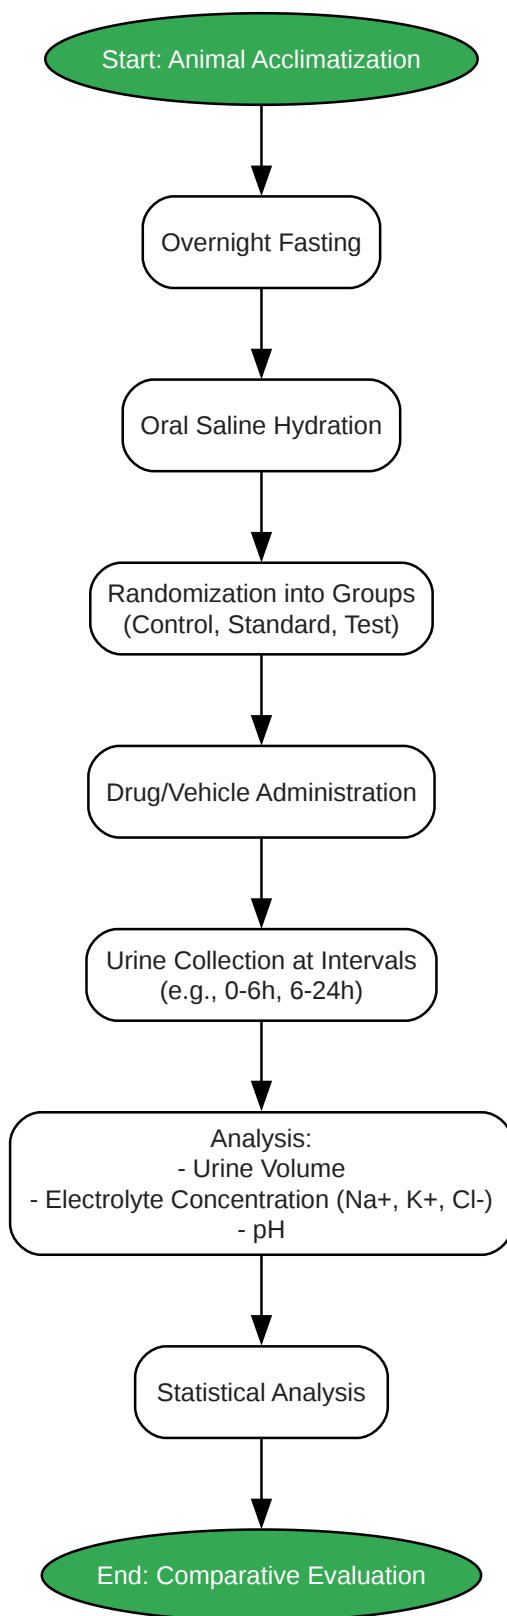 Start: Animal Acclimatization
Overnight Fasting
Oral Saline Hydration
Randomization into Groups
(Control, Standard, Test)
Drug/Vehicle Administration
Urine Collection at Intervals
(e.g., 0-6h, 6-24h)
Analysis:
- Urine Volume
- Electrolyte Concentration (Na+, K+, Cl-)
- pH
Statistical Analysis
End: Comparative Evaluation